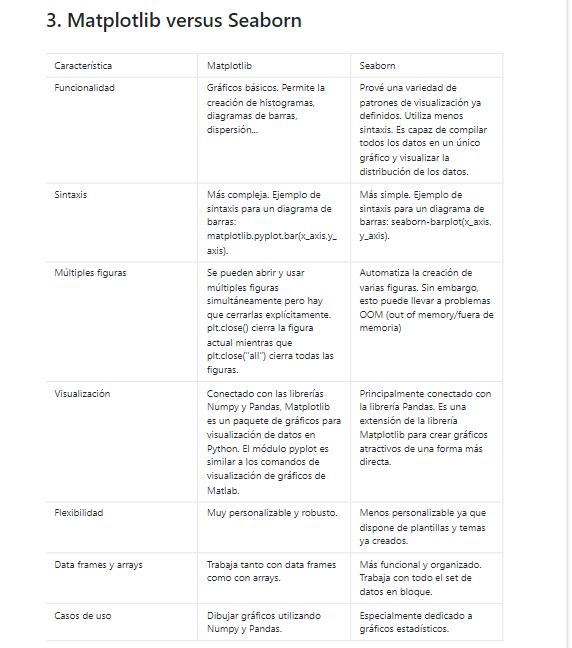 3. Matplotlib versus Seaborn
Característica
Matplotlib
Seaborn
Funcionalidad
Gráficos básicos. Permite la
creación de histogramas,
diagramas de barras,
dispersión...
Prové una variedad de
patrones de visualización ya
definidos. Utiliza menos
sintaxis. Es capaz de compilar
todos los datos en un único
gráfico y visualizar la
distribución de los datos.
Sintaxis
Más compleja. Ejemplo de
sintaxis para un diagrama de
barras:
matplotlib.pyplot.bar(x_axis,y_
axis).
Más simple. Ejemplo de
sintaxis para un diagrama de
barras: seaborn-barplot(x_axis,
y_axis).
Múltiples figuras
Se pueden abrir y usar
múltiples figuras
simultáneamente pero hay
que cerrarlas explícitamente.
plt.close() cierra la figura
actual mientras que
plt.close("all") cierra todas las
figuras.
Automatiza la creación de
varias figuras. Sin embargo,
esto puede llevar a problemas
OOM (out of memory/fuera de
memoria)
Visualización
Conectado con las librerías
Numpy y Pandas, Matplotlib
es un paquete de gráficos para
visualización de datos en
Python. El módulo pyplot es
similar a los comandos de
visualización de gráficos de
Matlab.
Principalmente conectado con
la librería Pandas. Es una
extensión de la librería
Matplotlib para crear gráficos
atractivos de una forma más
directa.
Flexibilidad
Muy personalizable y robusto.
Menos personalizable ya que
dispone de plantillas y temas
ya creados.
Data frames y arrays
Trabaja tanto con data frames
como con arrays.
Más funcional y organizado.
Trabaja con todo el set de
datos en bloque.
Casos de uso
Dibujar gráficos utilizando
Numpy y Pandas.
Especialmente dedicado a
gráficos estadísticos.